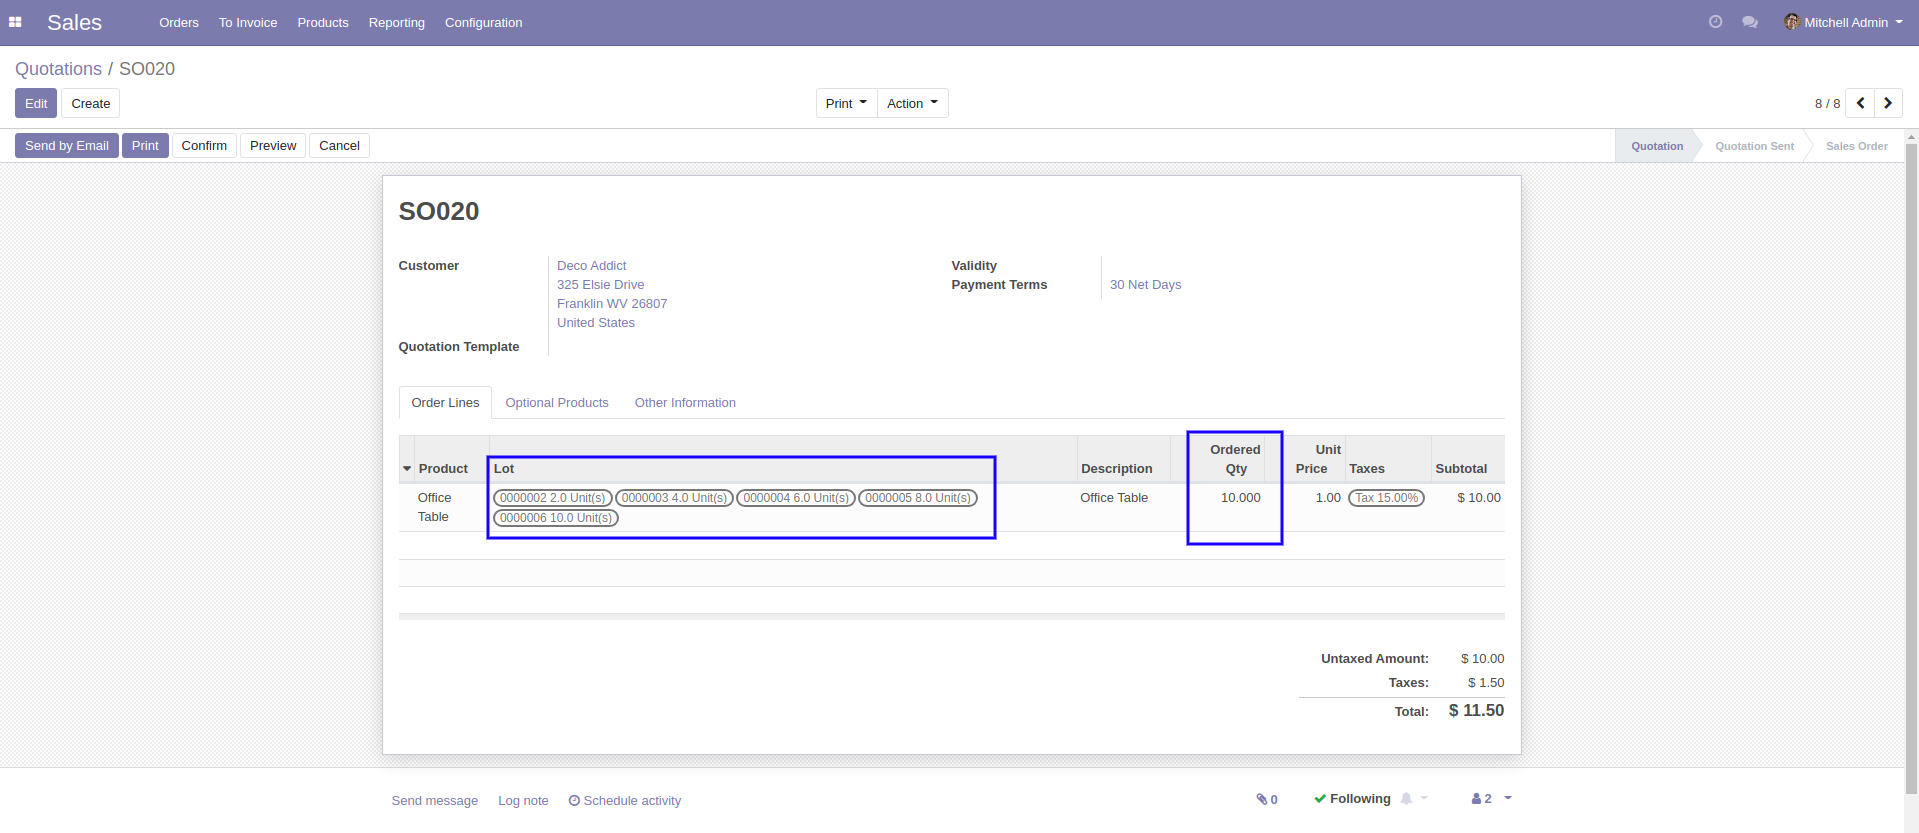 Sales Orders To Invoice Products Reporting Configuration Mitchell Admin
Quotations / SO020
Edit Create Print Action 8 / 8
Send by Email Print Confirm Preview Cancel Quotation Quotation Sent Sales Order
SO020
Customer Deco Addict Validity
325 Elsie Drive Payment Terms 30 Net Days
Franklin WV 26807
United States
Quotation Template
Order Lines Optional Products Other Information
Ordered Unit
Product Lot Description Qty Price Taxes Subtotal
Office 0000002 2.0 Unit(s) 0000003 4.0 Unit(s) 0000004 6.0 Unit(s) 0000005 8.0 Unit(s) Office Table 10.000 1.00 Tax 15.00% $ 10.00
Table 0000006 10.0 Unit(s)
Untaxed Amount: $ 10.00
Taxes: $ 1.50
Total: $ 11.50
Send message Log note Schedule activity 0 Following 2